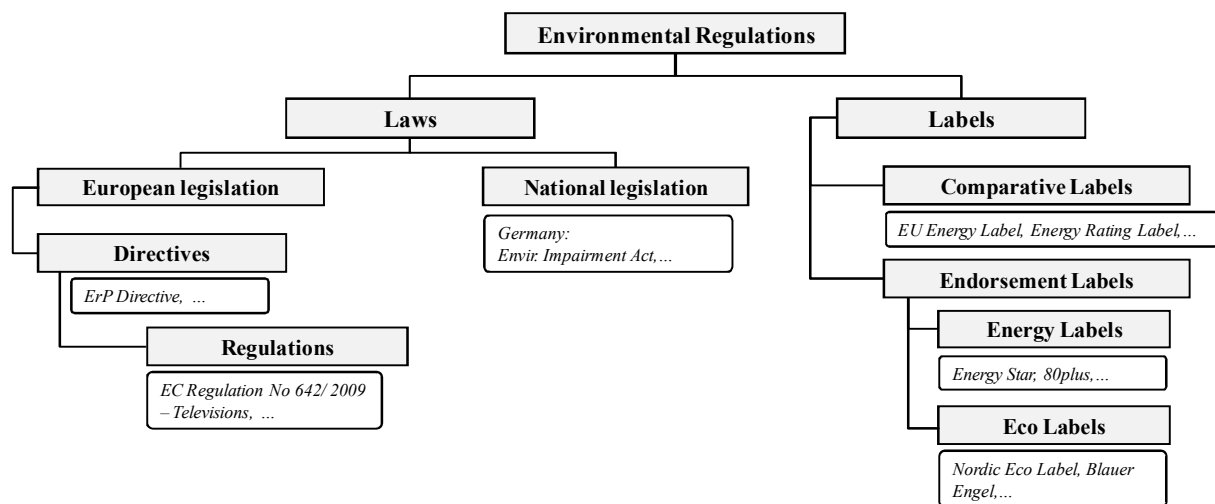 Environmental Regulations
Laws
Labels
European legislation
National legislation
Comparative Labels
Germany:
Envir. Impairment Act,...
EU Energy Label, Energy Rating Label,...
Directives
Endorsement Labels
ErP Directive, ...
Energy Labels
Regulations
Energy Star, 80plus,...
EC Regulation No 642/ 2009
– Televisions, ...
Eco Labels
Nordic Eco Label, Blauer
Engel,...